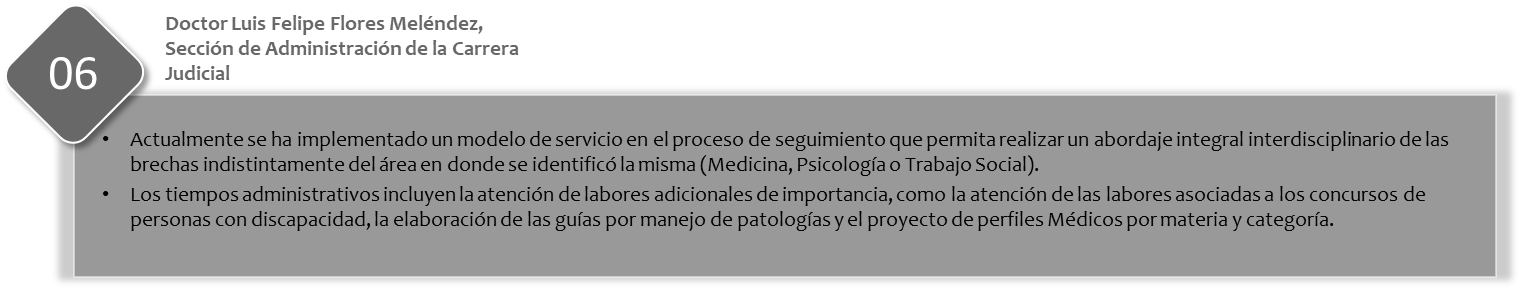 06
Doctor Luis Felipe Flores Meléndez,
Sección de Administración de la Carrera
Judicial
• Actualmente se ha implementado un modelo de servicio en el proceso de seguimiento que permita realizar un abordaje integral interdisciplinario de las
brechas indistintamente del área en donde se identificó la misma (Medicina, Psicología o Trabajo Social).
• Los tiempos administrativos incluyen la atención de labores adicionales de importancia, como la atención de las labores asociadas a los concursos de
personas con discapacidad, la elaboración de las guías por manejo de patologías y el proyecto de perfiles Médicos por materia y categoría.